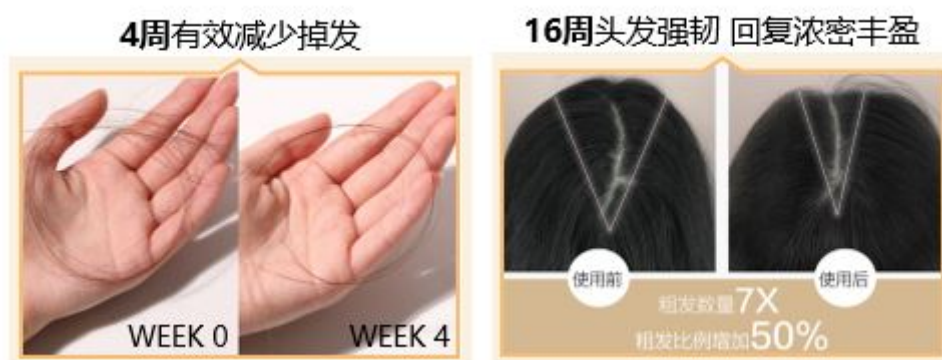 4周有效减少掉发
WEEK 0
WEEK 4
16周头发强韧 回复浓密丰盈
使用前
使用后
粗发数量7X
粗发比例增加50%